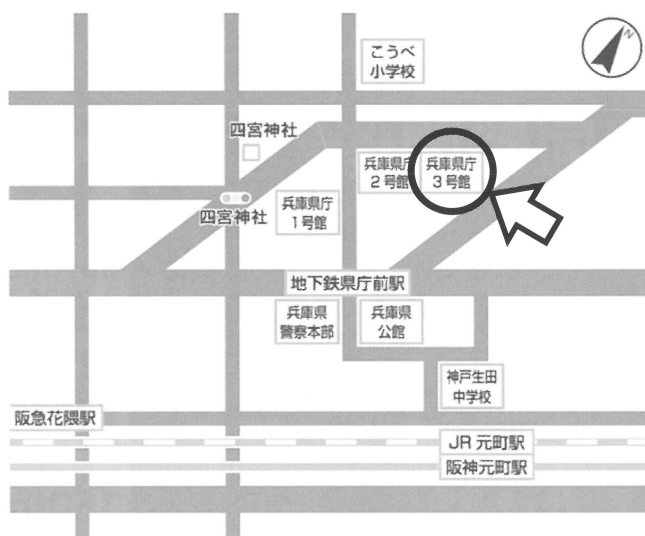 こうべ
小学校
N
四宮神社
兵庫県庁
2号館
兵庫県庁
3号館
四宮神社
兵庫県庁
1号館
地下鉄県庁前駅
兵庫県
警察本部
兵庫県
公館
神戸生田
中学校
阪急花隈駅
JR 元町駅
阪神元町駅